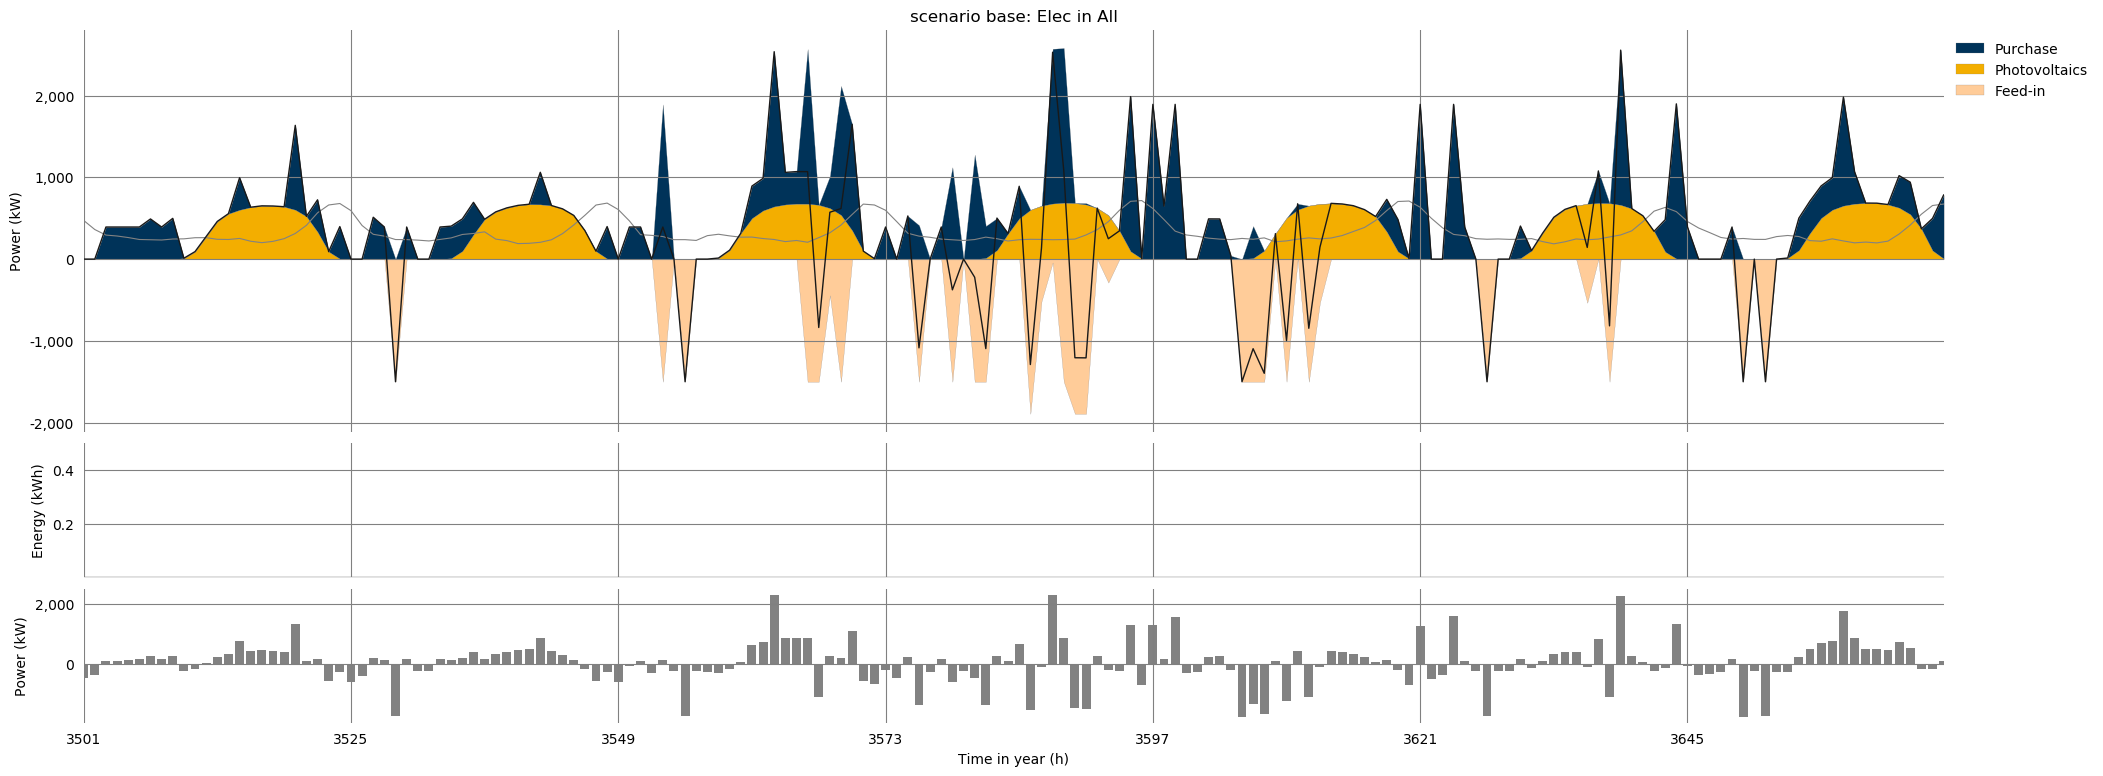 scenario base: Elec in All
Power (kW)
2,000
1,000
0
-1,000
-2,000
Purchase
Photovoltaics
Feed-in
Energy (kWh)
0.4
0.2
Power (kW)
2,000
0
3501 3525 3549 3573 3597 3621 3645
Time in year (h)